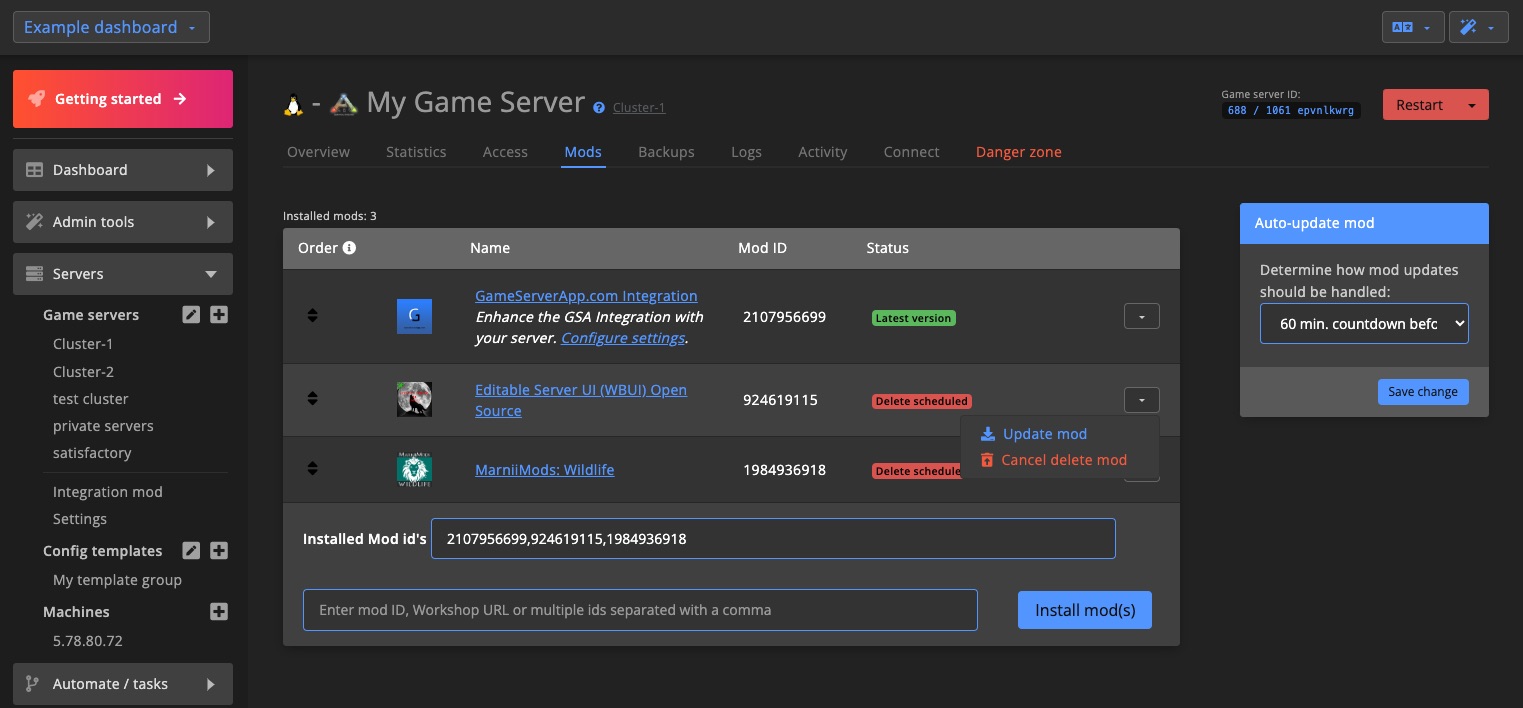 Example dashboard
Getting started
Dashboard
Admin tools
Servers
Game servers
Cluster-1
Cluster-2
test cluster
private servers
satisfactory
Integration mod
Settings
Config templates
My template group
Machines
5.78.80.72
Automate / tasks
- My Game Server Cluster-1
Game server ID:
688 / 1061 epvnlkwrg
Restart
Overview Statistics Access Mods Backups Logs Activity Connect Danger zone
Installed mods: 3
Order Name Mod ID Status
GameServerApp.com Integration
Enhance the GSA Integration with
your server. Configure settings.
2107956699
Latest version
Editable Server UI (WBUI) Open
Source
924619115
Delete scheduled
Update mod
Cancel delete mod
MarniiMods: Wildlife
1984936918
Delete schedule
Installed Mod id's 2107956699,924619115,1984936918
Enter mod ID, Workshop URL or multiple ids separated with a comma
Install mod(s)
Auto-update mod
Determine how mod updates
should be handled:
60 min. countdown befo
Save change